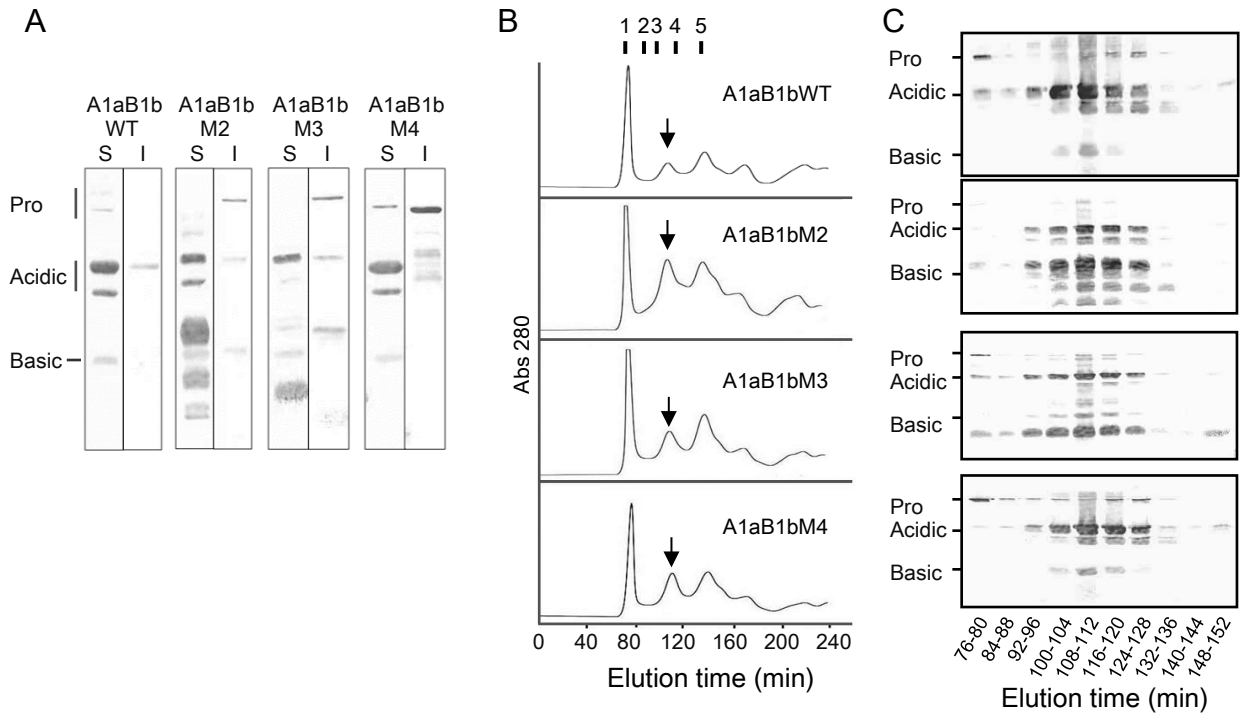 A
A1aB1b WT
A1aB1b M2
A1aB1b M3
A1aB1b M4
S I S I S I S I
Pro
Acidic
Basic
B
1 2 3 4 5
A1aB1bWT
A1aB1bM2
A1aB1bM3
A1aB1bM4
Abs 280
0 40 80 120 160 200 240
Elution time (min)
C
Pro
Acidic
Basic
Pro
Acidic
Basic
Pro
Acidic
Basic
Pro
Acidic
Basic
76-80
84-88
92-96
100-104
108-112
116-120
124-128
132-136
140-144
148-152
Elution time (min)